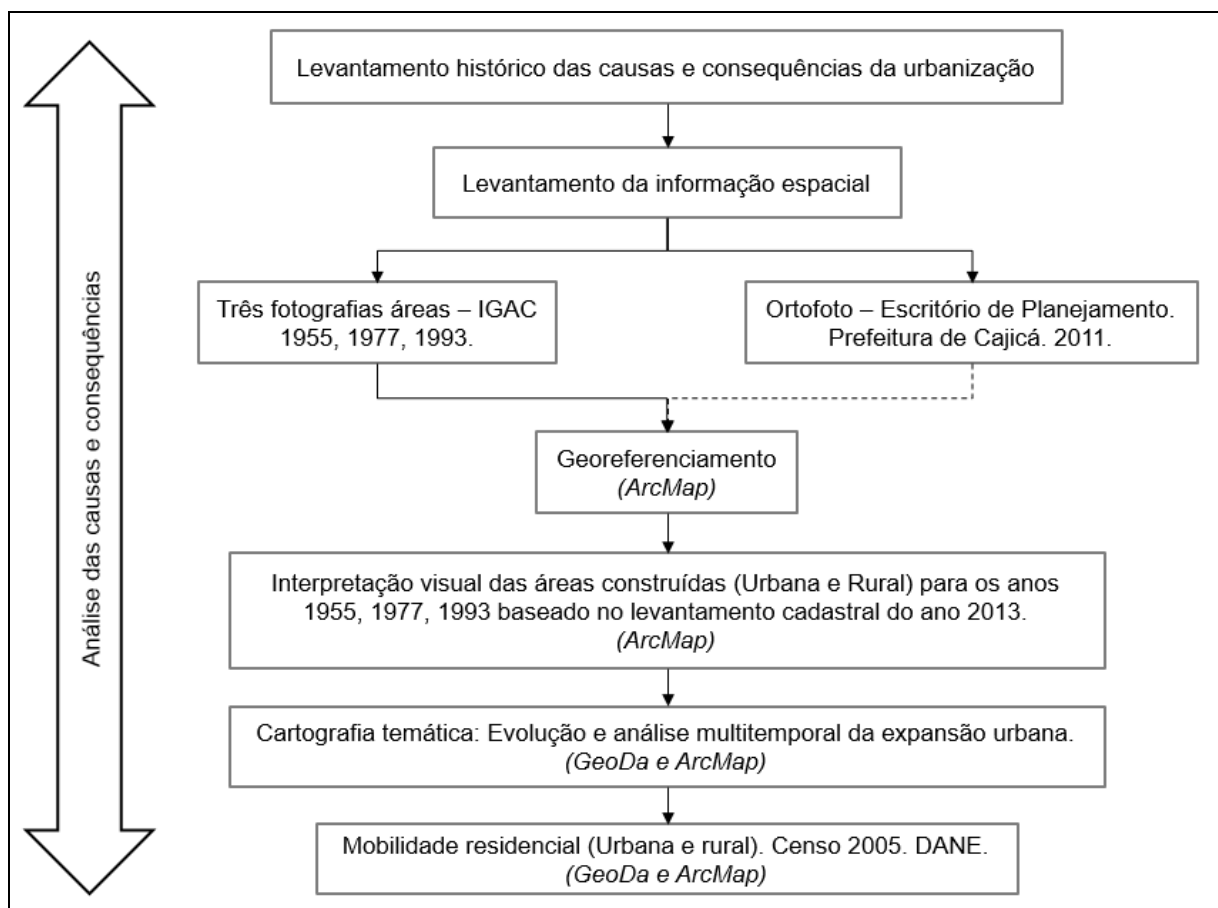 Levantamento histórico das causas e consequências da urbanização
Levantamento da informação espacial
Três fotografias áreas – IGAC
1955, 1977, 1993.
Ortofoto – Escritório de Planejamento.
Prefeitura de Cajicá. 2011.
Georeferenciamento
(ArcMap)
Interpretação visual das áreas construídas (Urbana e Rural) para os anos
1955, 1977, 1993 baseado no levantamento cadastral do ano 2013.
(ArcMap)
Cartografia temática: Evolução e análise multitemporal da expansão urbana.
(GeoDa e ArcMap)
Mobilidade residencial (Urbana e rural). Censo 2005. DANE.
(GeoDa e ArcMap)
Análise das causas e consequências